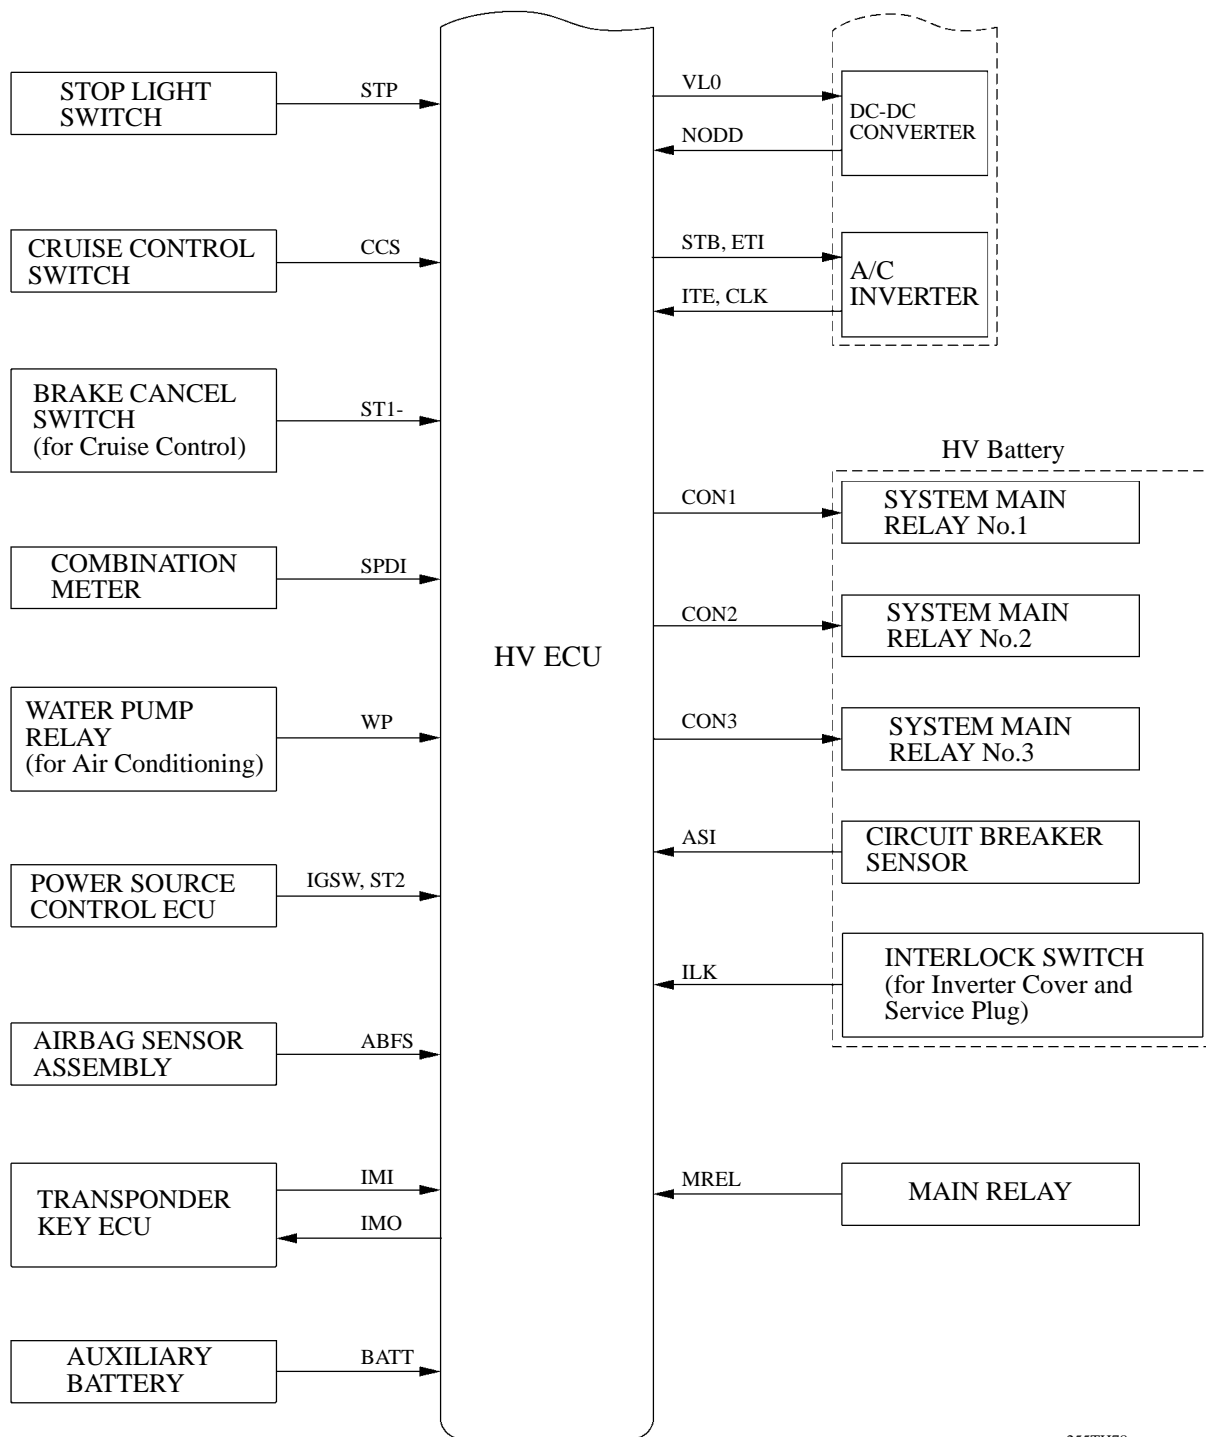 STOP LIGHT
SWITCH
STP
CRUISE CONTROL
SWITCH
CCS
BRAKE CANCEL
SWITCH
(for Cruise Control)
ST1-
COMBINATION
METER
SPDI
WATER PUMP
RELAY
(for Air Conditioning)
WP
POWER SOURCE
CONTROL ECU
IGSW, ST2
AIRBAG SENSOR
ASSEMBLY
ABFS
TRANSPONDER
KEY ECU
IMI
IMO
AUXILIARY
BATTERY
BATT
HV ECU
VL0
NODD
DC-DC
CONVERTER
STB, ETI
ITE, CLK
A/C
INVERTER
HV Battery
CON1
SYSTEM MAIN
RELAY No.1
CON2
SYSTEM MAIN
RELAY No.2
CON3
SYSTEM MAIN
RELAY No.3
ASI
CIRCUIT BREAKER
SENSOR
ILK
INTERLOCK SWITCH
(for Inverter Cover and
Service Plug)
MREL
MAIN RELAY